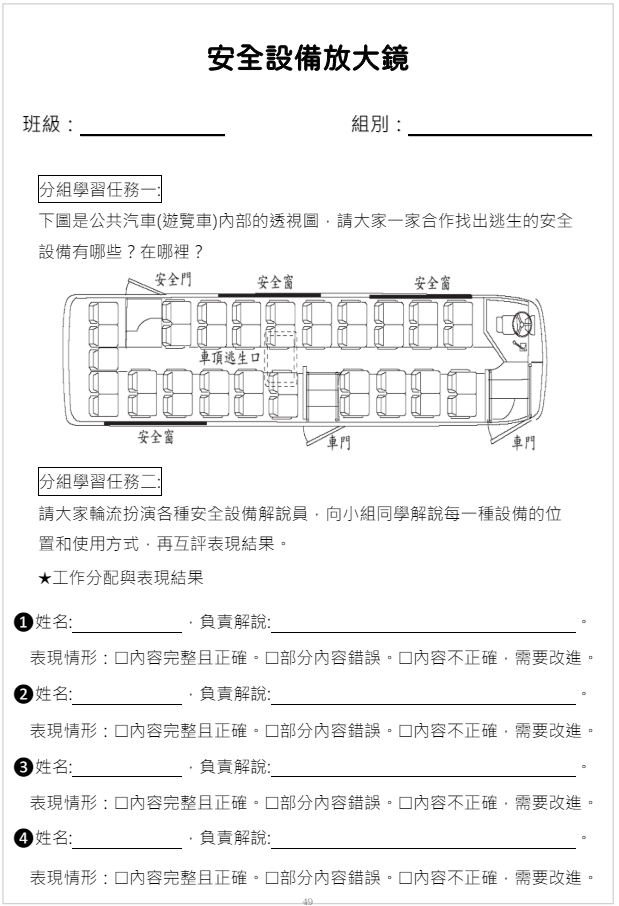 安全設備放大鏡
班級： 組別：
分組學習任務一:
下圖是公共汽車(遊覽車)內部的透視圖，請大家一家合作找出逃生的安全
設備有哪些？在哪裡？
安全門 安全窗 安全窗
車頂逃生口
安全窗 車門 車門
分組學習任務二:
請大家輪流扮演各種安全設備解說員，向小組同學解說每一種設備的位
置和使用方式，再互評表現結果。
★工作分配與表現結果
❶姓名: ，負責解說: 。
表現情形：□內容完整且正確。□部分內容錯誤。□內容不正確，需要改進。
❷姓名: ，負責解說: 。
表現情形：□內容完整且正確。□部分內容錯誤。□內容不正確，需要改進。
❸姓名: ，負責解說: 。
表現情形：□內容完整且正確。□部分內容錯誤。□內容不正確，需要改進。
❹姓名: ，負責解說: 。
表現情形：□內容完整且正確。□部分內容錯誤。□內容不正確，需要改進。
49